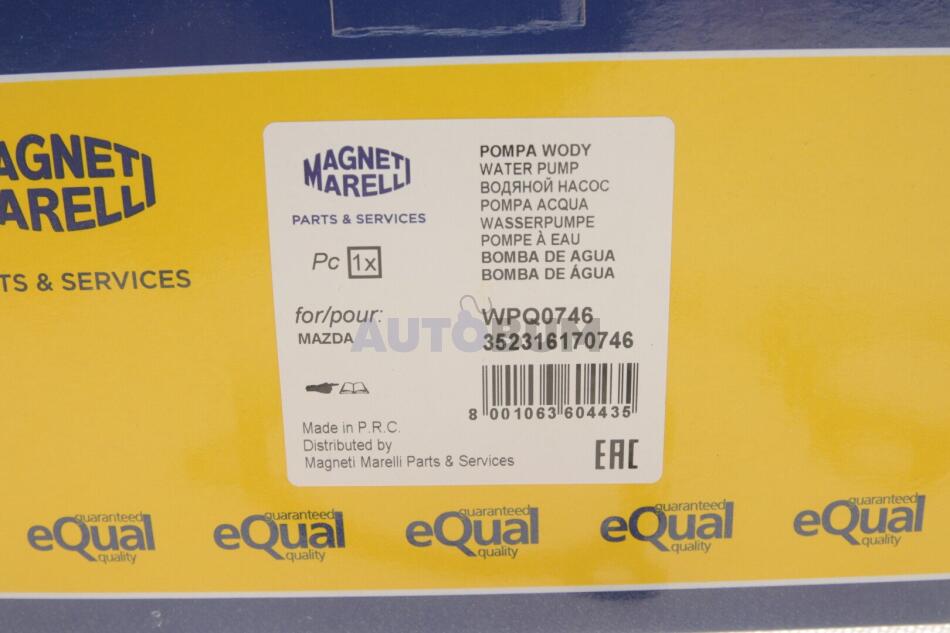 AGNETI
ARELLI
TS & SERVICES
MAGNETI
MARELLI
PARTS & SERVICES
Pc 1x
for/pour:
MAZDA
POMPA WODY
WATER PUMP
ВОДЯНОЙ НАСОС
POMPA ACQUA
WASSERPUMPE
POMPE À EAU
BOMBA DE AGUA
BOMBA DE ÁGUA
WPQ0746
352316170746
AUTOBUM
8 001063 604435
Made in P.R.C.
Distributed by
Magneti Marelli Parts & Services
EAC
guaranteed
eQual
quality
guaranteed
eQual
quality
guaranteed
eQual
quality
guaranteed
eQual
quality
guaranteed
eQual
quality